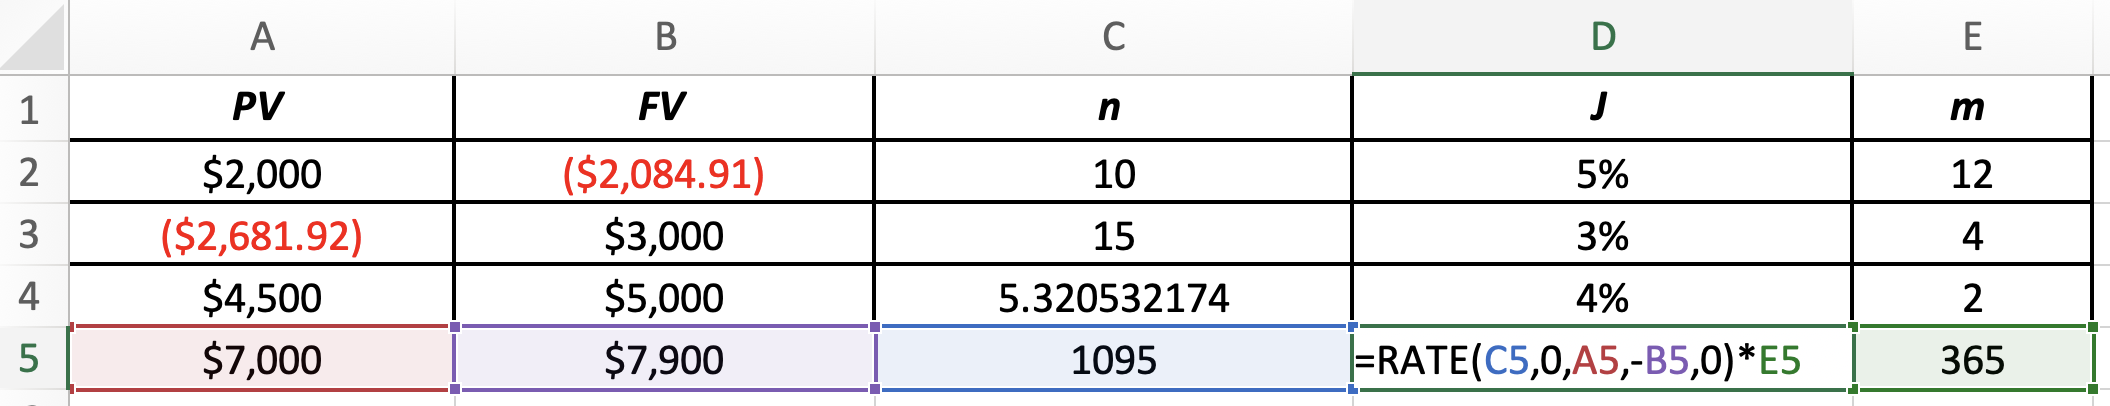 A B C D E
1 PV FV n J m
2 $2,000 ($2,084.91) 10 5% 12
3 ($2,681.92) $3,000 15 3% 4
4 $4,500 $5,000 5.320532174 4% 2
5 $7,000 $7,900 1095 =RATE(C5,0,A5,-B5,0)*E5 365